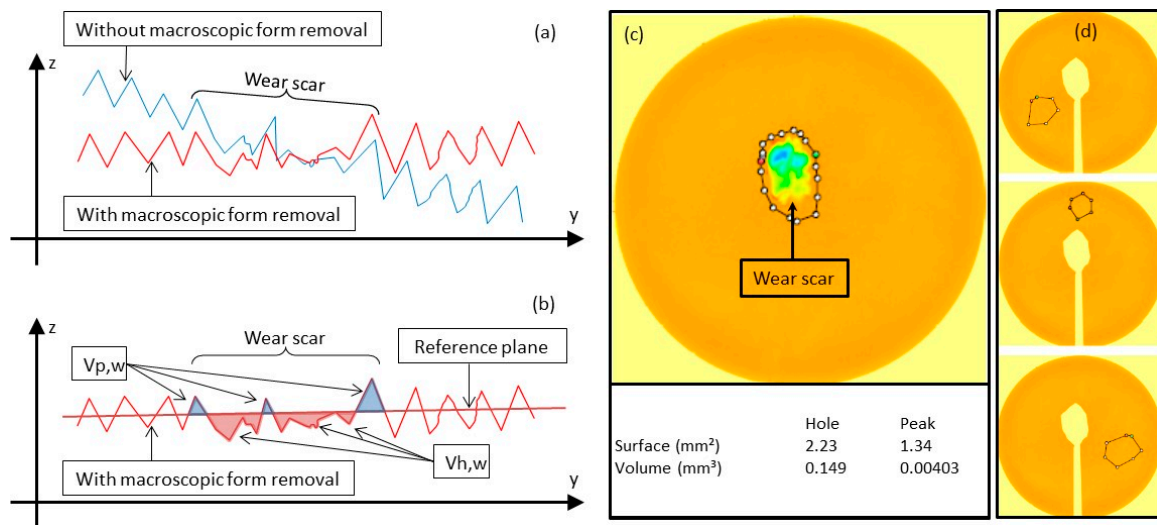 (a)
Without macroscopic form removal
z
Wear scar
With macroscopic form removal
y
(b)
z
Wear scar
Reference plane
Vp,w
Vh,w
With macroscopic form removal
y
(c)
Wear scar
Hole Peak
Surface (mm²) 2.23 1.34
Volume (mm³) 0.149 0.00403
(d)